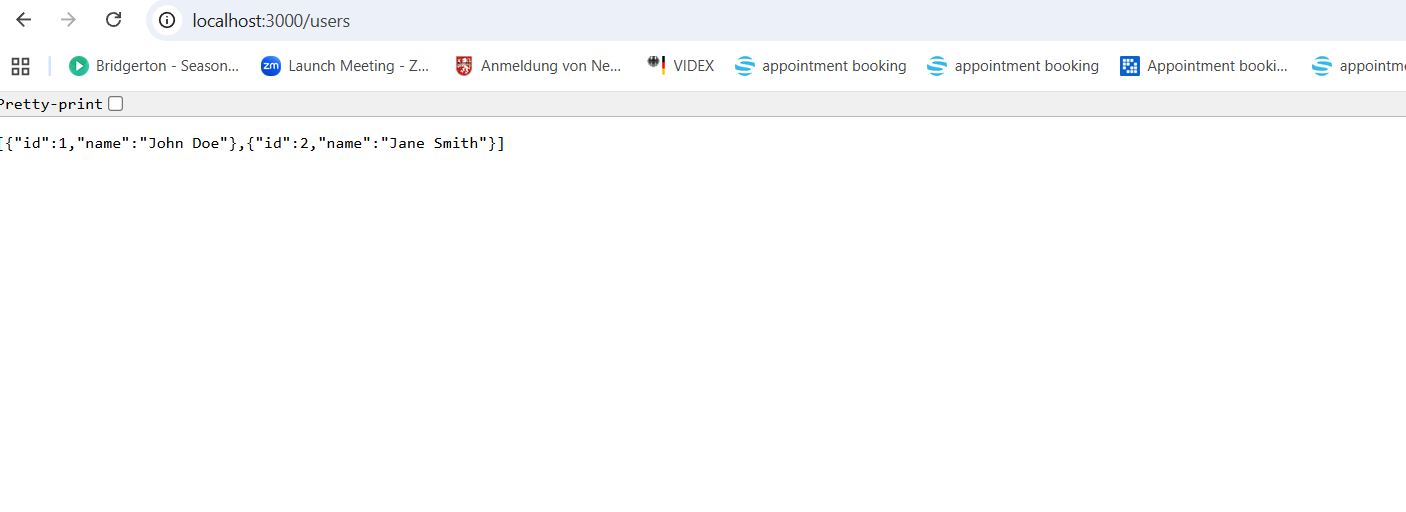 localhost:3000/users
Bridgerton - Season... zm Launch Meeting - Z... Anmeldung von Ne... VIDEX appointment booking appointment booking Appointment booki... appointme
Pretty-print
[{"id":1,"name":"John Doe"},{"id":2,"name":"Jane Smith"}]